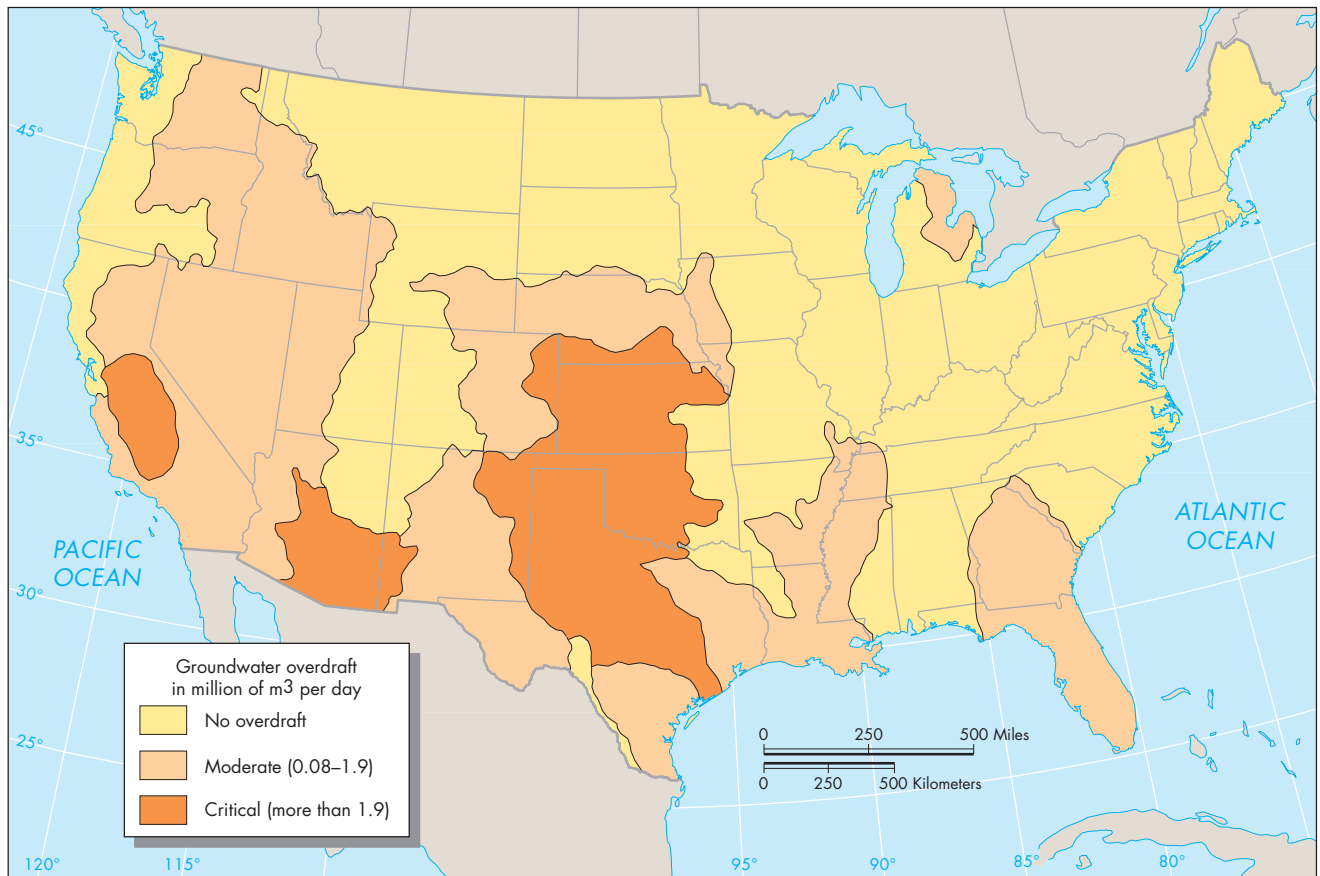 45°
35°
30°
25°
PACIFIC
OCEAN
ATLANTIC
OCEAN
Groundwater overdraft
in million of m3 per day
No overdraft
Moderate (0.08–1.9)
Critical (more than 1.9)
0 250 500 Miles
0 250 500 Kilometers
120° 115° 95° 90° 85° 80°